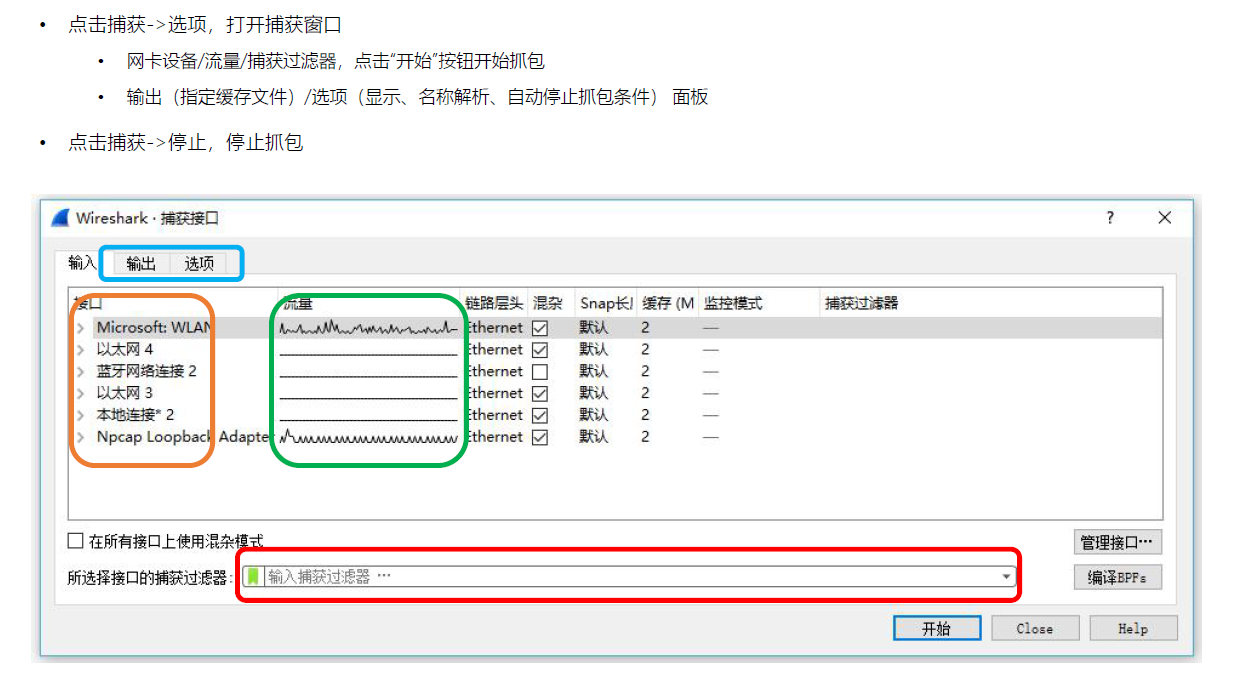 • 点击捕获->选项，打开捕获窗口
• 网卡设备/流量/捕获过滤器，点击“开始”按钮开始抓包
• 输出（指定缓存文件）/选项（显示、名称解析、自动停止抓包条件） 面板
• 点击捕获->停止，停止抓包
Wireshark · 捕获接口 ? ×
输入 输出 选项
接口 流量 链路层头 混杂 Snap长 缓存 (M 监控模式 捕获过滤器
Microsoft: WLAN Ethernet 默认 2 —
以太网 4 Ethernet 默认 2 —
蓝牙网络连接 2 Ethernet 默认 2 —
以太网 3 Ethernet 默认 2 —
本地连接* 2 Ethernet 默认 2 —
Npcap Loopback Adapter Ethernet 默认 2 —
在所有接口上使用混杂模式 管理接口…
所选择接口的捕获过滤器: 输入捕获过滤器 … 编译BPFs
开始 Close Help